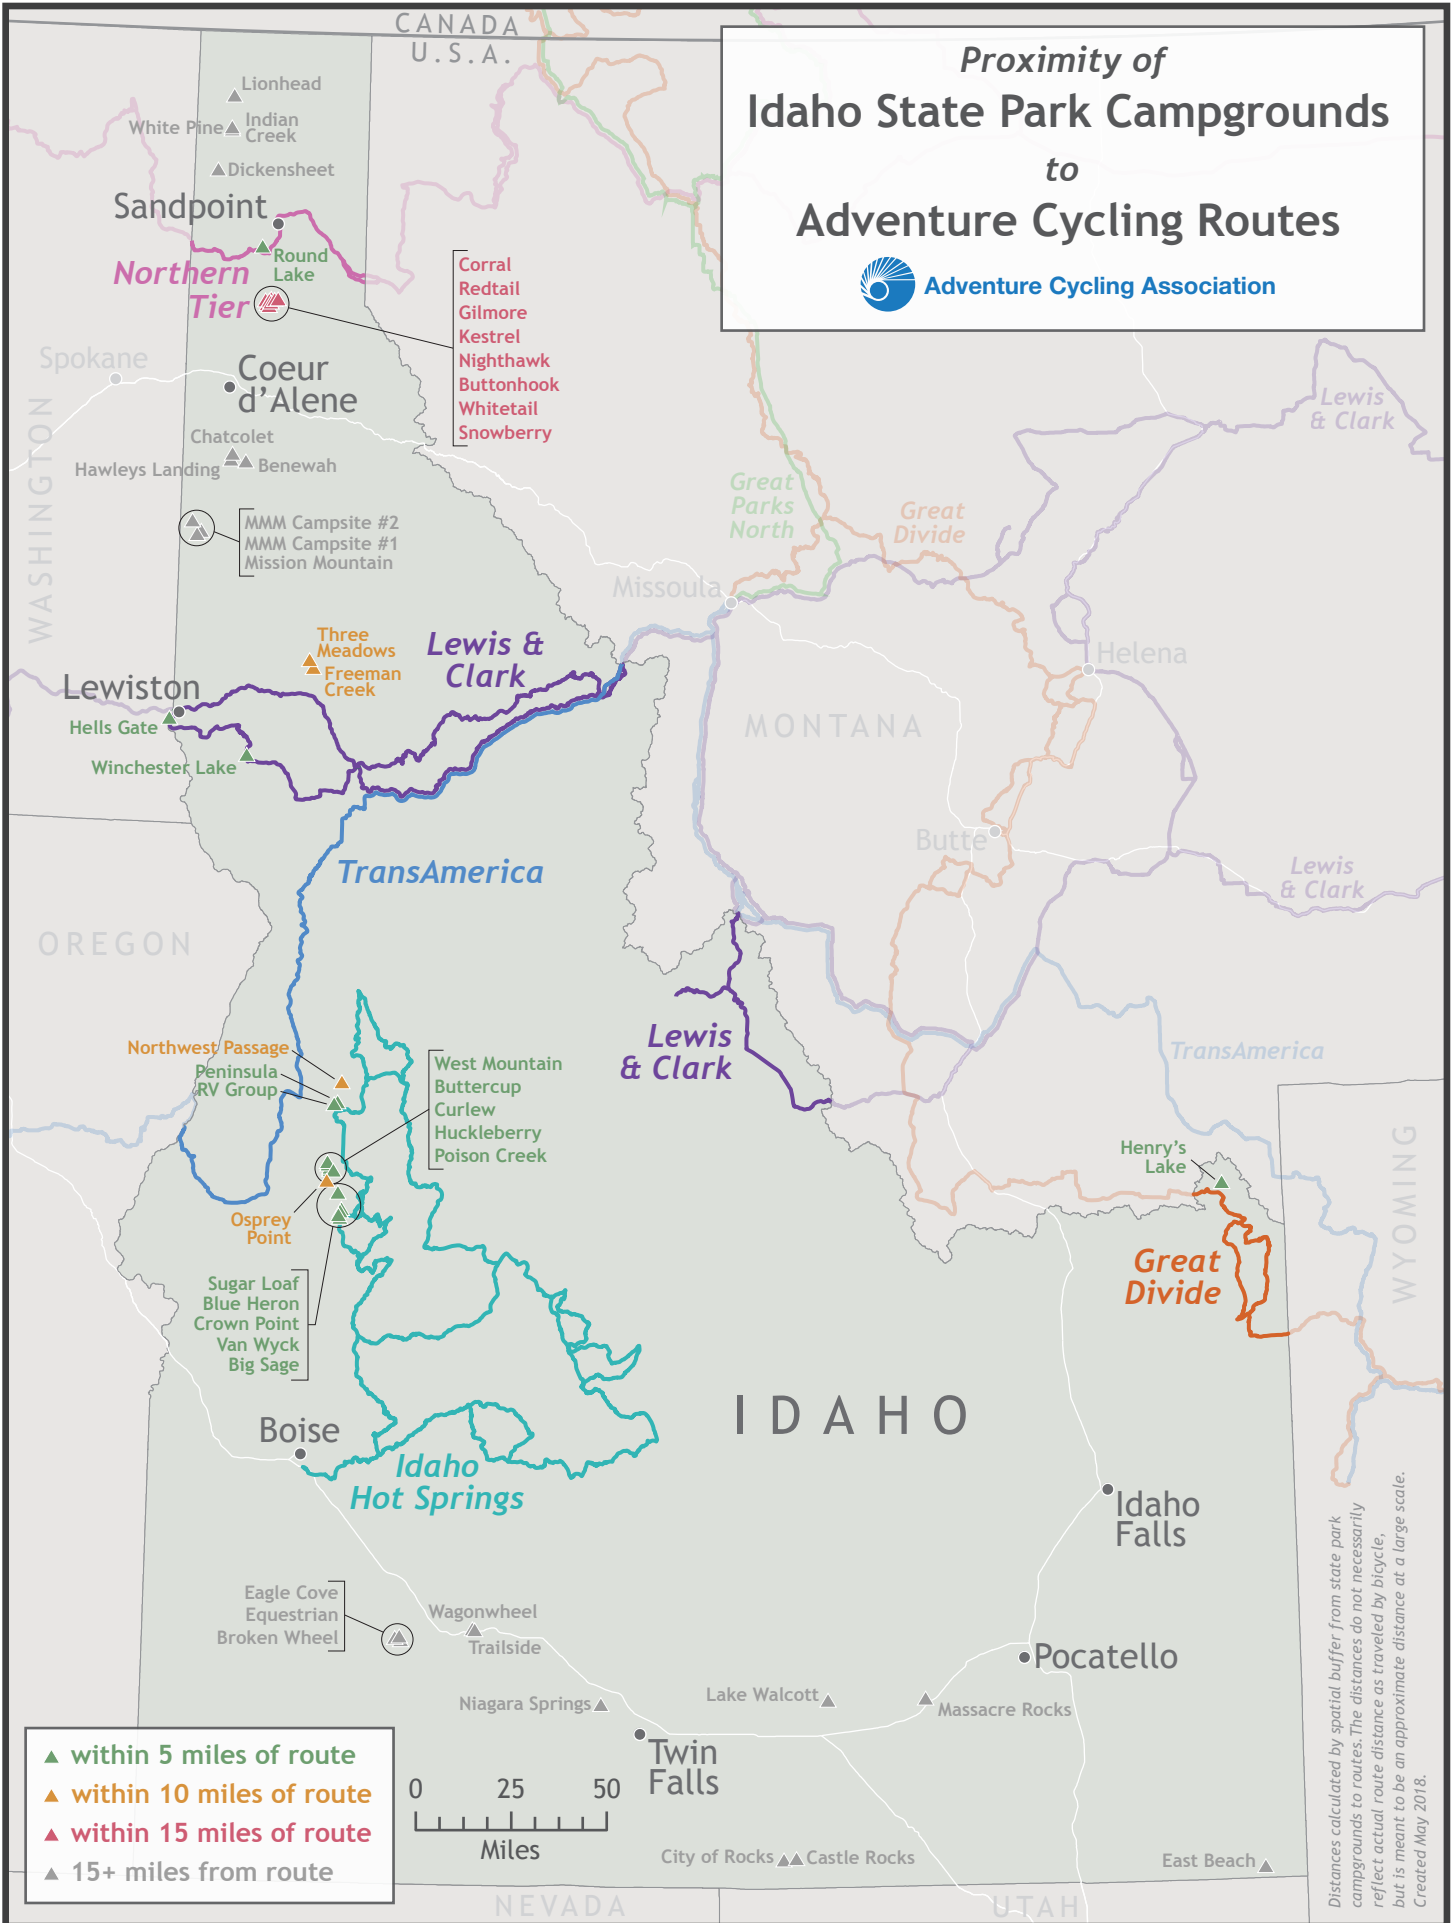 CANADA
U.S.A.
Proximity of
Idaho State Park Campgrounds
to
Adventure Cycling Routes
Adventure Cycling Association
Lionhead
White Pine
Indian
Creek
Dickensheet
Sandpoint
Round
Lake
Northern
Tier
Corral
Redtail
Gilmore
Kestrel
Nighthawk
Buttonhook
Whitetail
Snowberry
Spokane
Coeur
d'Alene
Lewis
& Clark
WASHINGTON
Chatcolet
Hawleys Landing
Benewah
Great
Parks
North
Great
Divide
MMM Campsite #2
MMM Campsite #1
Mission Mountain
Missoula
Three
Meadows
Freeman
Creek
Lewis &
Clark
Helena
Lewiston
Hells Gate
Winchester Lake
MONTANA
Butte
TransAmerica
Lewis
& Clark
OREGON
Lewis
& Clark
Northwest Passage
Peninsula
RV Group
West Mountain
Buttercup
Curlew
Huckleberry
Poison Creek
TransAmerica
Henry's
Lake
WYOMING
Osprey
Point
Great
Divide
Sugar Loaf
Blue Heron
Crown Point
Van Wyck
Big Sage
IDAHO
Boise
Idaho
Hot Springs
Idaho
Falls
Eagle Cove
Equestrian
Broken Wheel
Wagonwheel
Trailside
Pocatello
Niagara Springs
Lake Walcott
Massacre Rocks
Twin
Falls
within 5 miles of route
within 10 miles of route
within 15 miles of route
15+ miles from route
0 25 50
Miles
City of Rocks
Castle Rocks
East Beach
NEVADA
UTAH
Distances calculated by spatial buffer from state park
campgrounds to routes. The distances do not necessarily
reflect actual route distance as traveled by bicycle,
but is meant to be an approximate distance at a large scale.
Created May 2018.